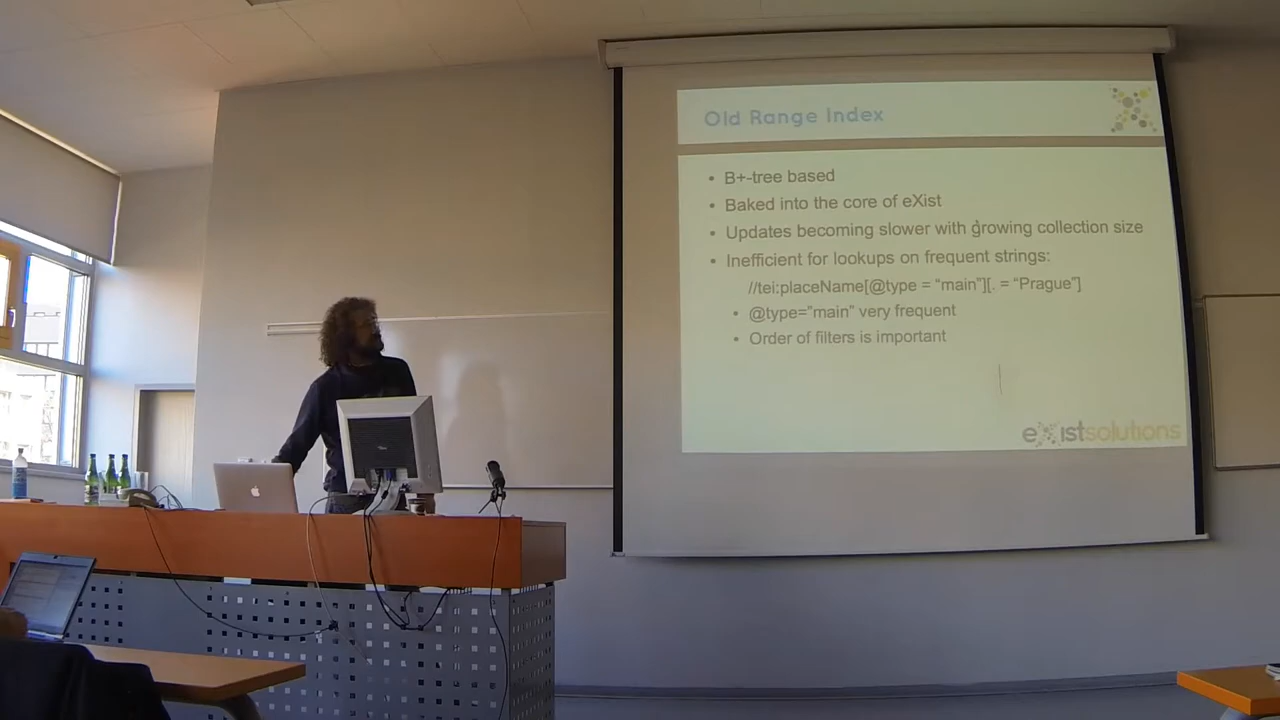 Old Range Index
• B+-tree based
• Baked into the core of eXist
• Updates becoming slower with growing collection size
• Inefficient for lookups on frequent strings:
//tei:placeName[@type = “main”][. = “Prague”]
• @type=”main” very frequent
• Order of filters is important
eXistsolutions